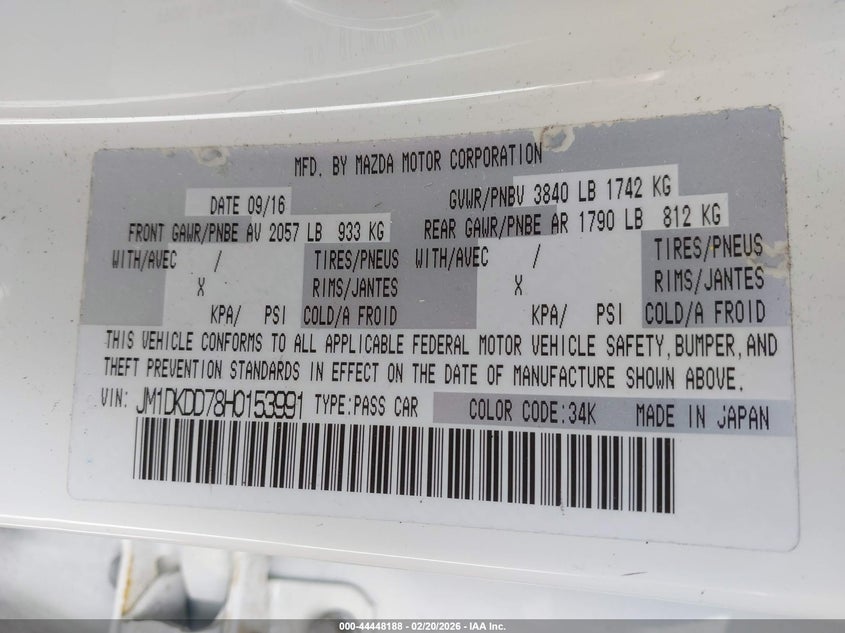 MFD. BY MAZDA MOTOR CORPORATION
DATE 09/16 GVWR/PNBV 3840 LB 1742 KG
FRONT GAWR/PNBE AV 2057 LB 933 KG REAR GAWR/PNBE AR 1790 LB 812 KG
WITH/AVEC / TIRES/PNEUS WITH/AVEC / TIRES/PNEUS
X RIMS/JANTES X RIMS/JANTES
KPA/ PSI COLD/A FROID KPA/ PSI COLD/A FROID
THIS VEHICLE CONFORMS TO ALL APPLICABLE FEDERAL MOTOR VEHICLE SAFETY, BUMPER, AND
THEFT PREVENTION STANDARDS IN EFFECT ON THE DATE OF MANUFACTURE SHOWN ABOVE.
VIN: JM1DKDD78H0153991 TYPE:PASS CAR COLOR CODE:34K MADE IN JAPAN
000-44448188 - 02/20/2026 - IAA Inc.